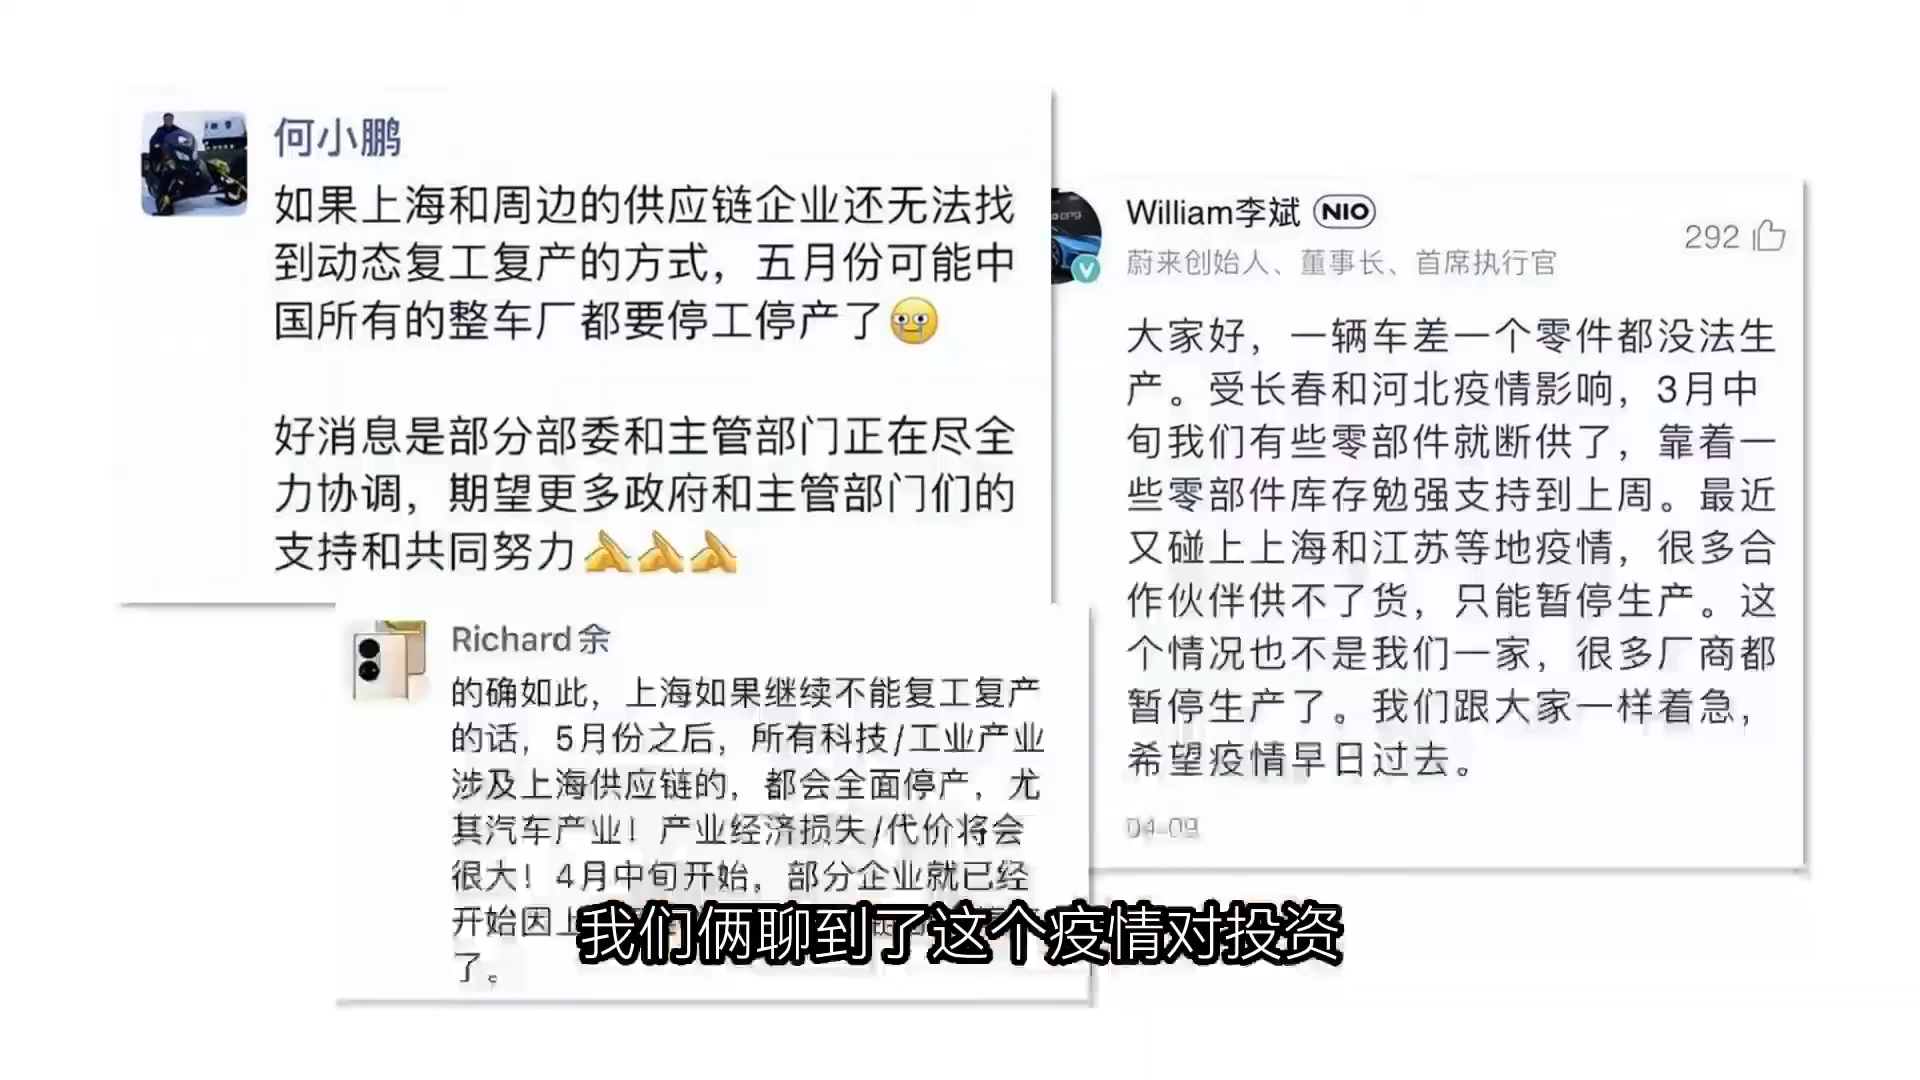 何小鹏
如果上海和周边的供应链企业还无法找
到动态复工复产的方式，五月份可能中
国所有的整车厂都要停工停产了
好消息是部分部委和主管部门正在尽全
力协调，期望更多政府和主管部门们的
支持和共同努力
William李斌 NIO
292
蔚来创始人、董事长、首席执行官
大家好，一辆车差一个零件都没法生
产。受长春和河北疫情影响，3月中
旬我们有些零部件就断供了，靠着一
些零部件库存勉强支持到上周。最近
又碰上上海和江苏等地疫情，很多合
作伙伴供不了货，只能暂停生产。这
个情况也不是我们一家，很多厂商都
暂停生产了。我们跟大家一样着急，
希望疫情早日过去。
04-09
Richard 余
的确如此，上海如果继续不能复工复产
的话，5月份之后，所有科技/工业产业
涉及上海供应链的，都会全面停产，尤
其汽车产业！产业经济损失/代价将会
很大！4月中旬开始，部分企业就已经
开始因上
了。
我们俩聊到了这个疫情对投资